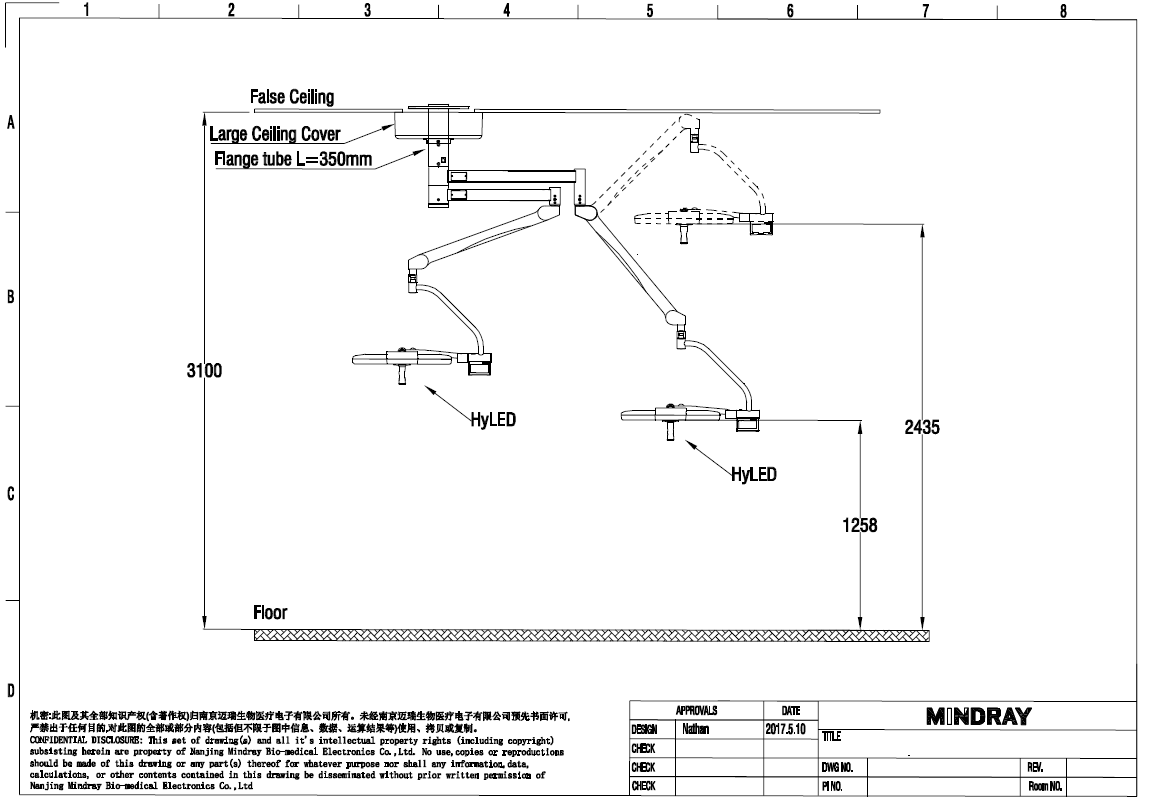 1 2 3 4 5 6 7 8
A
B
C
D
False Ceiling
Large Ceiling Cover
Flange tube L=350mm
3100
HyLED
HyLED
2435
1258
Floor
机密:此图及其全部知识产权(含著作权)归南京迈瑞生物医疗电子有限公司所有。未经南京迈瑞生物医疗电子有限公司预先书面许可,
严禁出于任何目的,对此图的全部或部分内容(包括但不限于图中信息、数据、运算结果等)使用、拷贝或复制。
CONFIDENTIAL DISCLOSURE: This set of drawing(s) and all it's intellectual property rights (including copyright)
subsisting herein are property of Nanjing Mindray Bio-medical Electronics Co.,Ltd. No use,copies or reproductions
should be made of this drawing or any part(s) thereof for whatever purpose nor shall any information,data,
calculations, or other contents contained in this drawing be disseminated without prior written permission of
Nanjing Mindray Bio-medical Electronics Co.,Ltd
APPROVALS DATE
DESIGN Nathan 2017.5.10
CHECK
CHECK
CHECK
MINDRAY
TITLE
DWG NO. REV.
PI NO. Room NO.